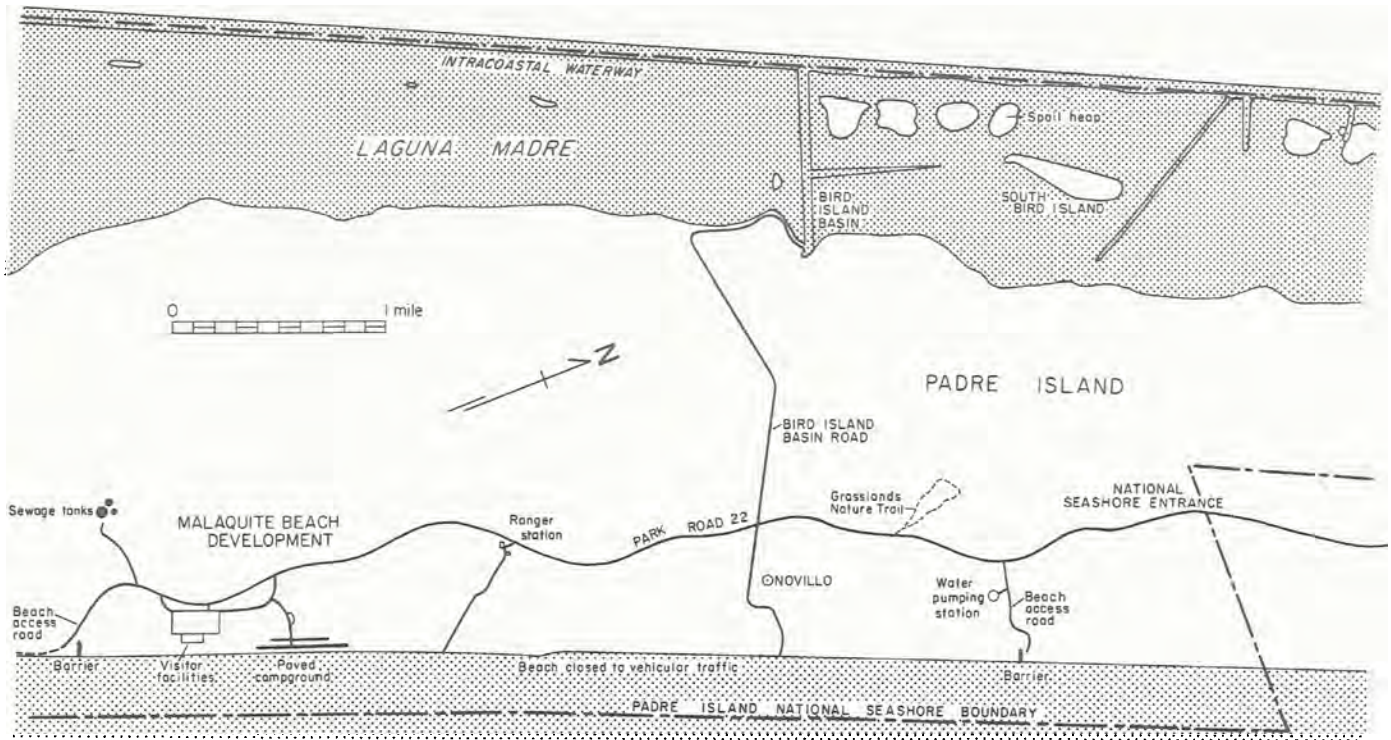 INTRACOASTAL WATERWAY
LAGUNA MADRE
Spoil heap
BIRD
ISLAND
BASIN
SOUTH
BIRD ISLAND
0 1 mile
N
PADRE ISLAND
BIRD ISLAND
BASIN ROAD
Sewage tanks
MALAQUITE BEACH
DEVELOPMENT
Ranger
station
PARK ROAD 22
Grasslands
Nature Trail
NATIONAL
SEASHORE ENTRANCE
NOVILLO
Water
pumping
station
Beach
access
road
Beach
access
road
Barrier
Visitor
facilities
Paved
campground
Beach closed to vehicular traffic
Barrier
PADRE ISLAND NATIONAL SEASHORE BOUNDARY